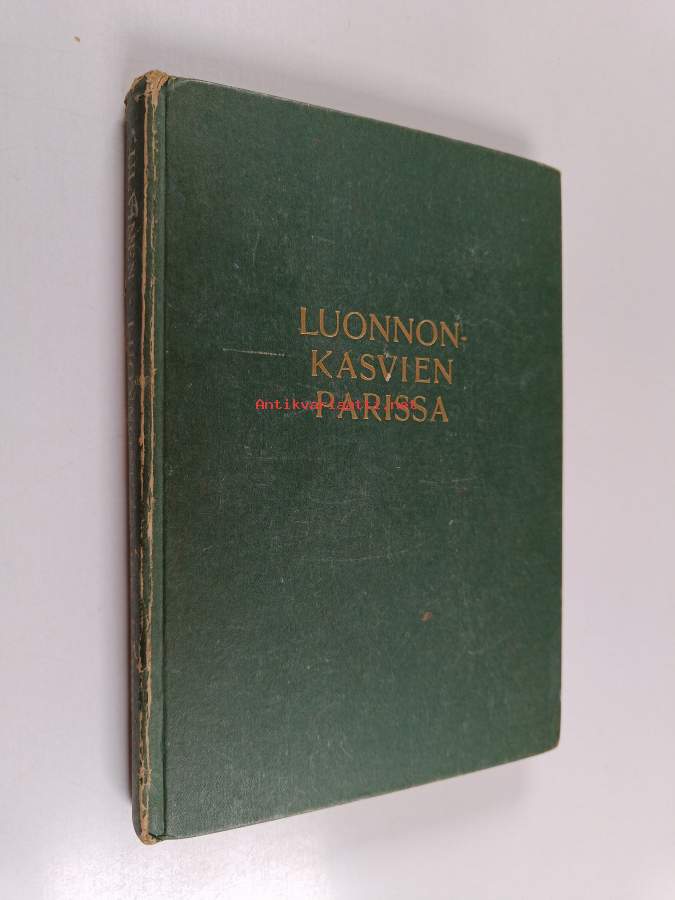 LUONNON-
KASVIEN
PARISSA
Antikvariaatti.net